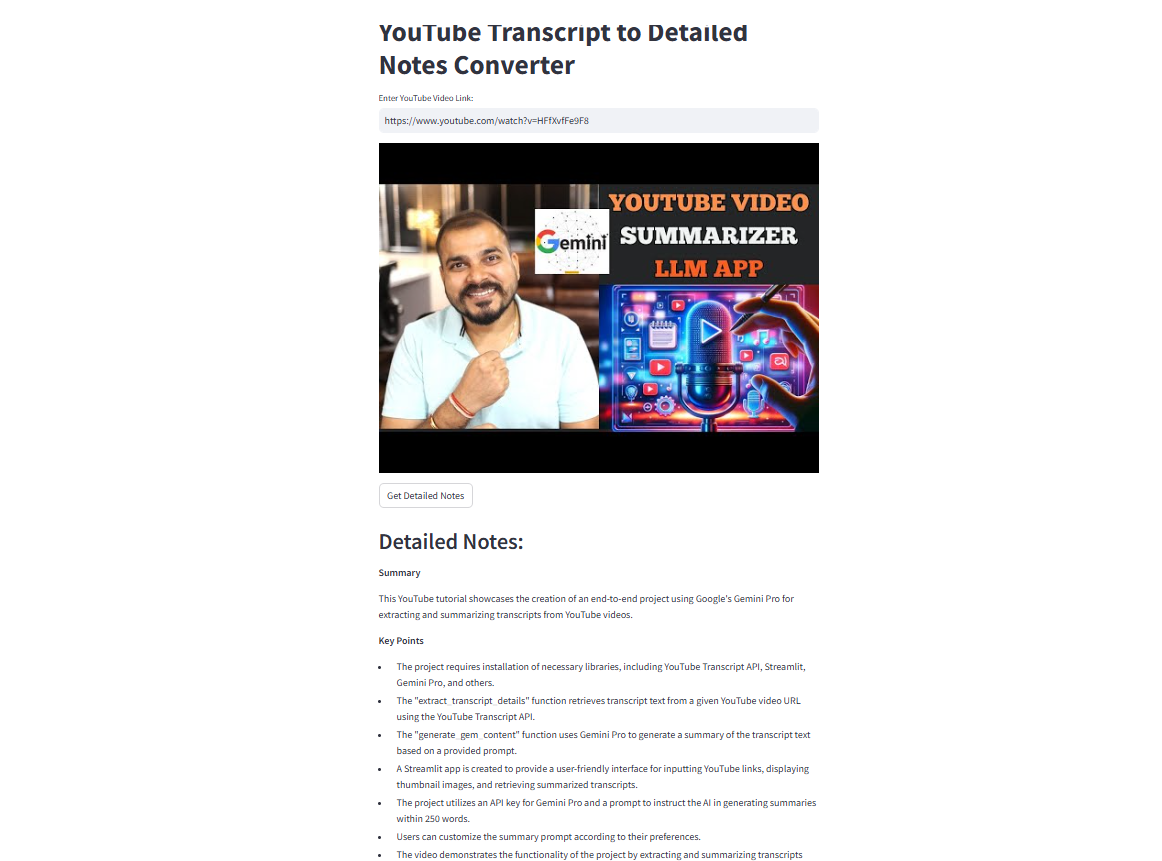 YouTube Transcript to Detailed
Notes Converter
Enter YouTube Video Link:
https://www.youtube.com/watch?v=HFfXvfFe9F8
YOUTUBE VIDEO
Gemini
SUMMARIZER
LLM APP
Get Detailed Notes
Detailed Notes:
Summary
This YouTube tutorial showcases the creation of an end-to-end project using Google's Gemini Pro for
extracting and summarizing transcripts from YouTube videos.
Key Points
• The project requires installation of necessary libraries, including YouTube Transcript API, Streamlit,
Gemini Pro, and others.
• The "extract_transcript_details" function retrieves transcript text from a given YouTube video URL
using the YouTube Transcript API.
• The "generate_gem_content" function uses Gemini Pro to generate a summary of the transcript text
based on a provided prompt.
• A Streamlit app is created to provide a user-friendly interface for inputting YouTube links, displaying
thumbnail images, and retrieving summarized transcripts.
• The project utilizes an API key for Gemini Pro and a prompt to instruct the AI in generating summaries
within 250 words.
• Users can customize the summary prompt according to their preferences.
• The video demonstrates the functionality of the project by extracting and summarizing transcripts